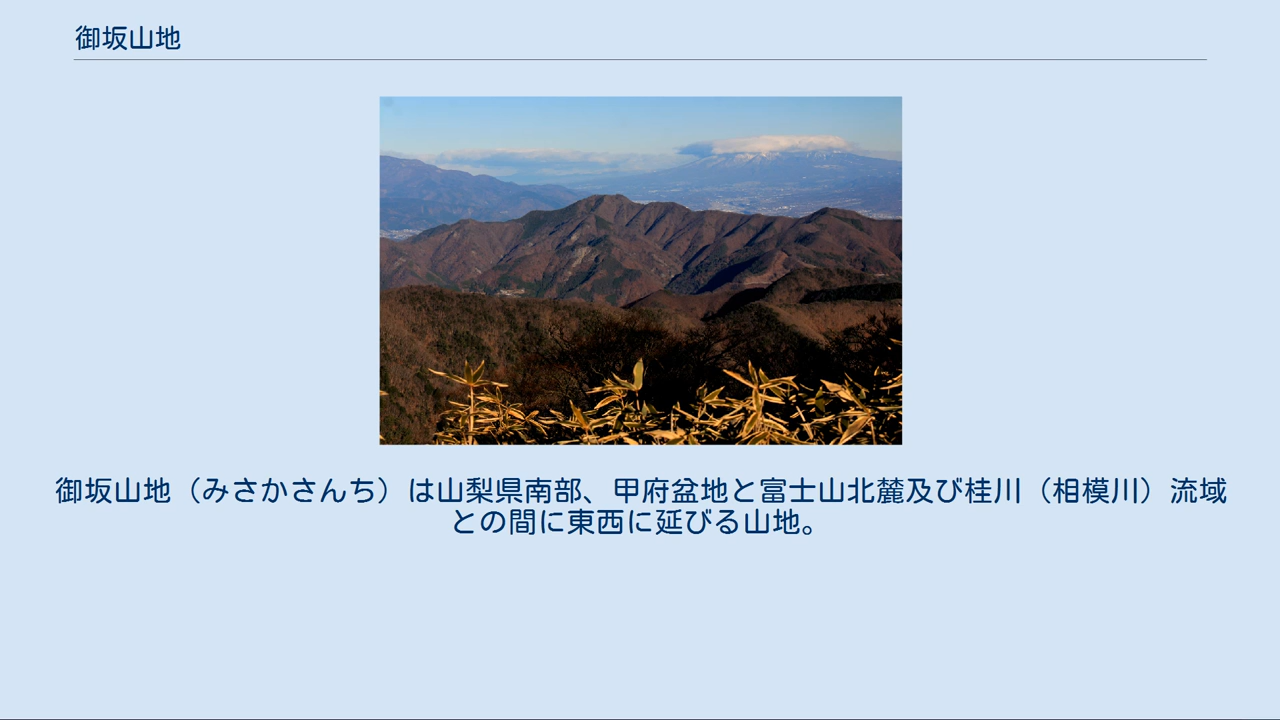 御坂山地
御坂山地（みさかさんち）は山梨県南部、甲府盆地と富士山北麓及び桂川（相模川）流域
との間に東西に延びる山地。